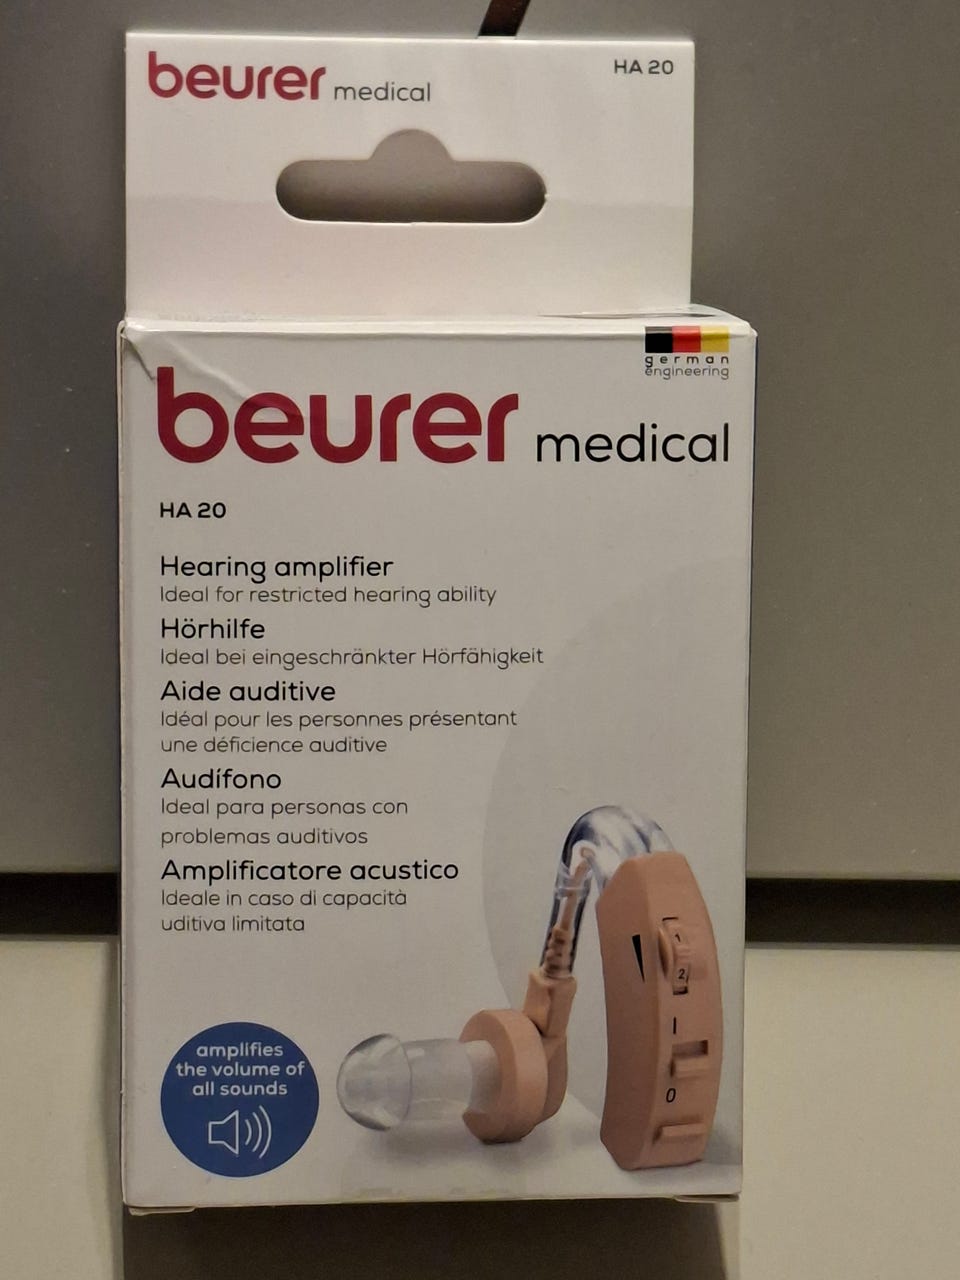 beurer medical
HA 20
german
engineering
beurer medical
HA 20
Hearing amplifier
Ideal for restricted hearing ability
Hörhilfe
Ideal bei eingeschränkter Hörfähigkeit
Aide auditive
Idéal pour les personnes présentant
une déficience auditive
Audífono
Ideal para personas con
problemas auditivos
Amplificatore acustico
Ideale in caso di capacità
uditiva limitata
amplifies
the volume of
all sounds
1
2
I
0